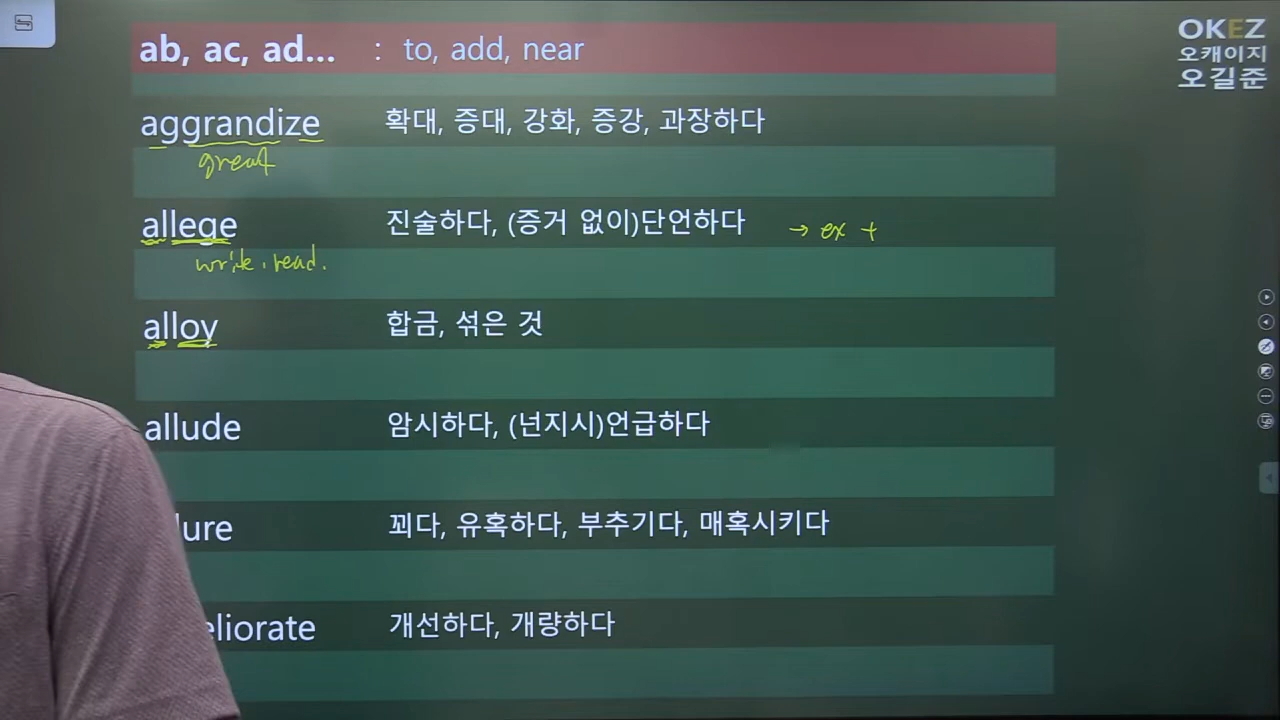 ab, ac, ad... : to, add, near
OKEZ
오캐이지
오길준
aggrandize 확대, 증대, 강화, 증강, 과장하다
great
allege 진술하다, (증거 없이)단언하다 → ex +
write. read.
alloy 합금, 섞은 것
allude 암시하다, (넌지시)언급하다
lure 꾀다, 유혹하다, 부추기다, 매혹시키다
eliorate 개선하다, 개량하다